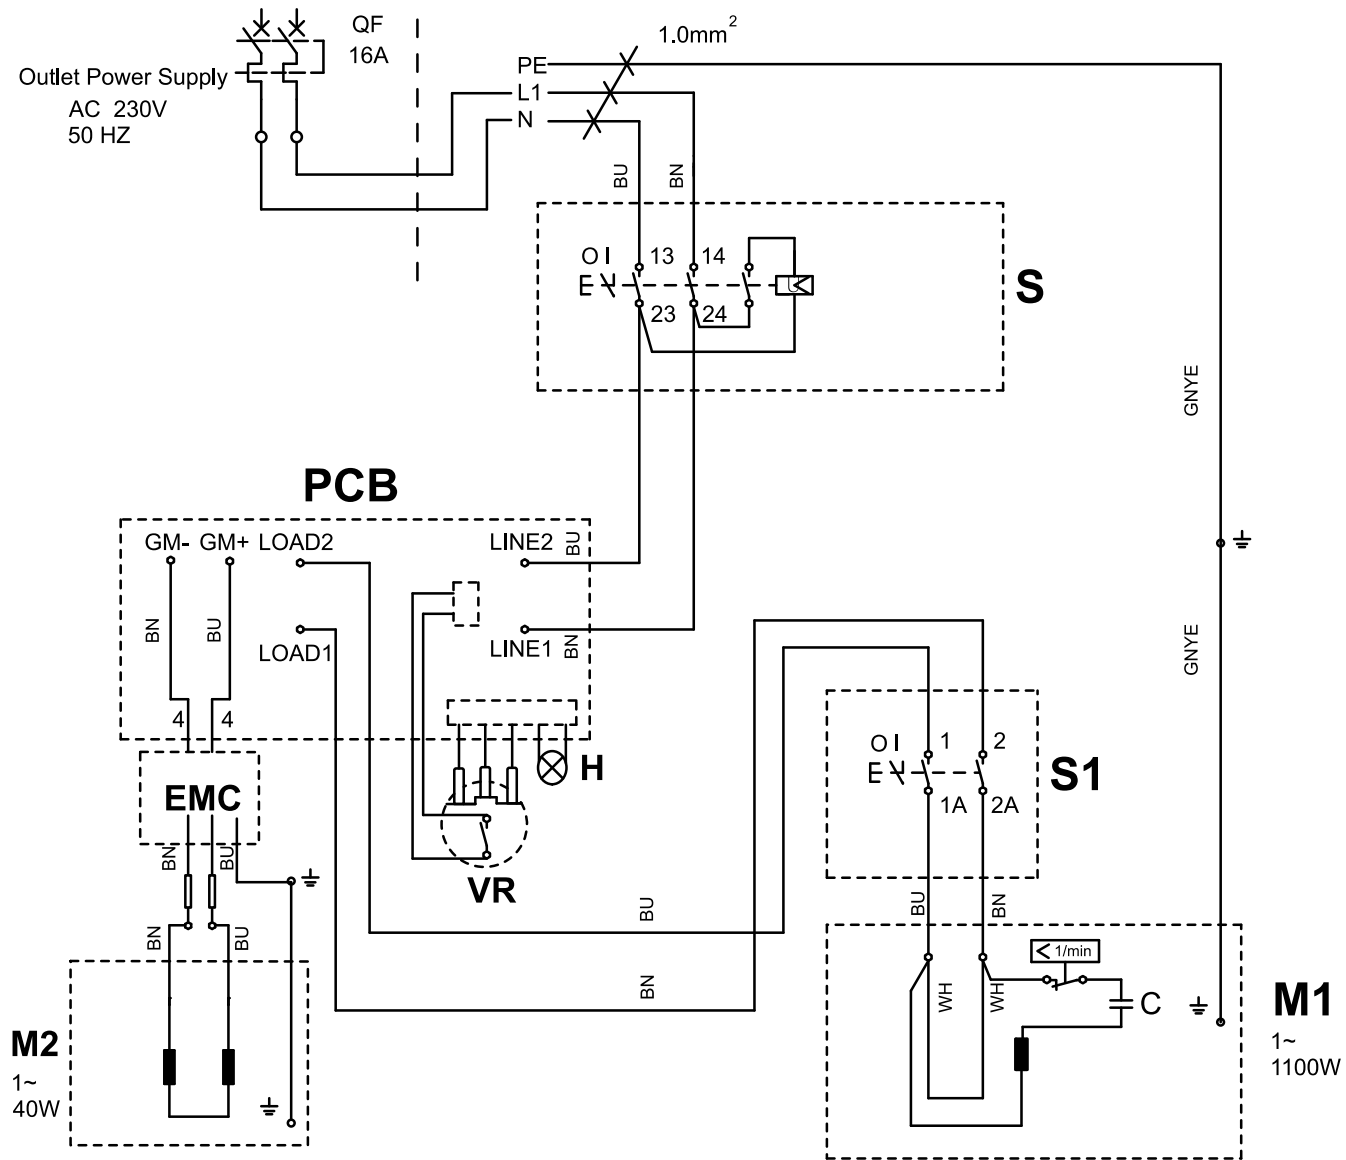 QF
16A
Outlet Power Supply
AC 230V
50 HZ
1.0mm²
PE
L1
N
BU
BN
O I
13
14
U<
23
24
S
GNYE
PCB
GM-
GM+
LOAD2
LINE2
BU
BN
BU
LOAD1
LINE1
BN
GNYE
4
4
H
O I
1
2
S1
1A
2A
EMC
BN
BU
VR
BU
BU
BN
BN
BU
< 1/min
BN
WH
WH
C
M1
1~
1100W
M2
1~
40W